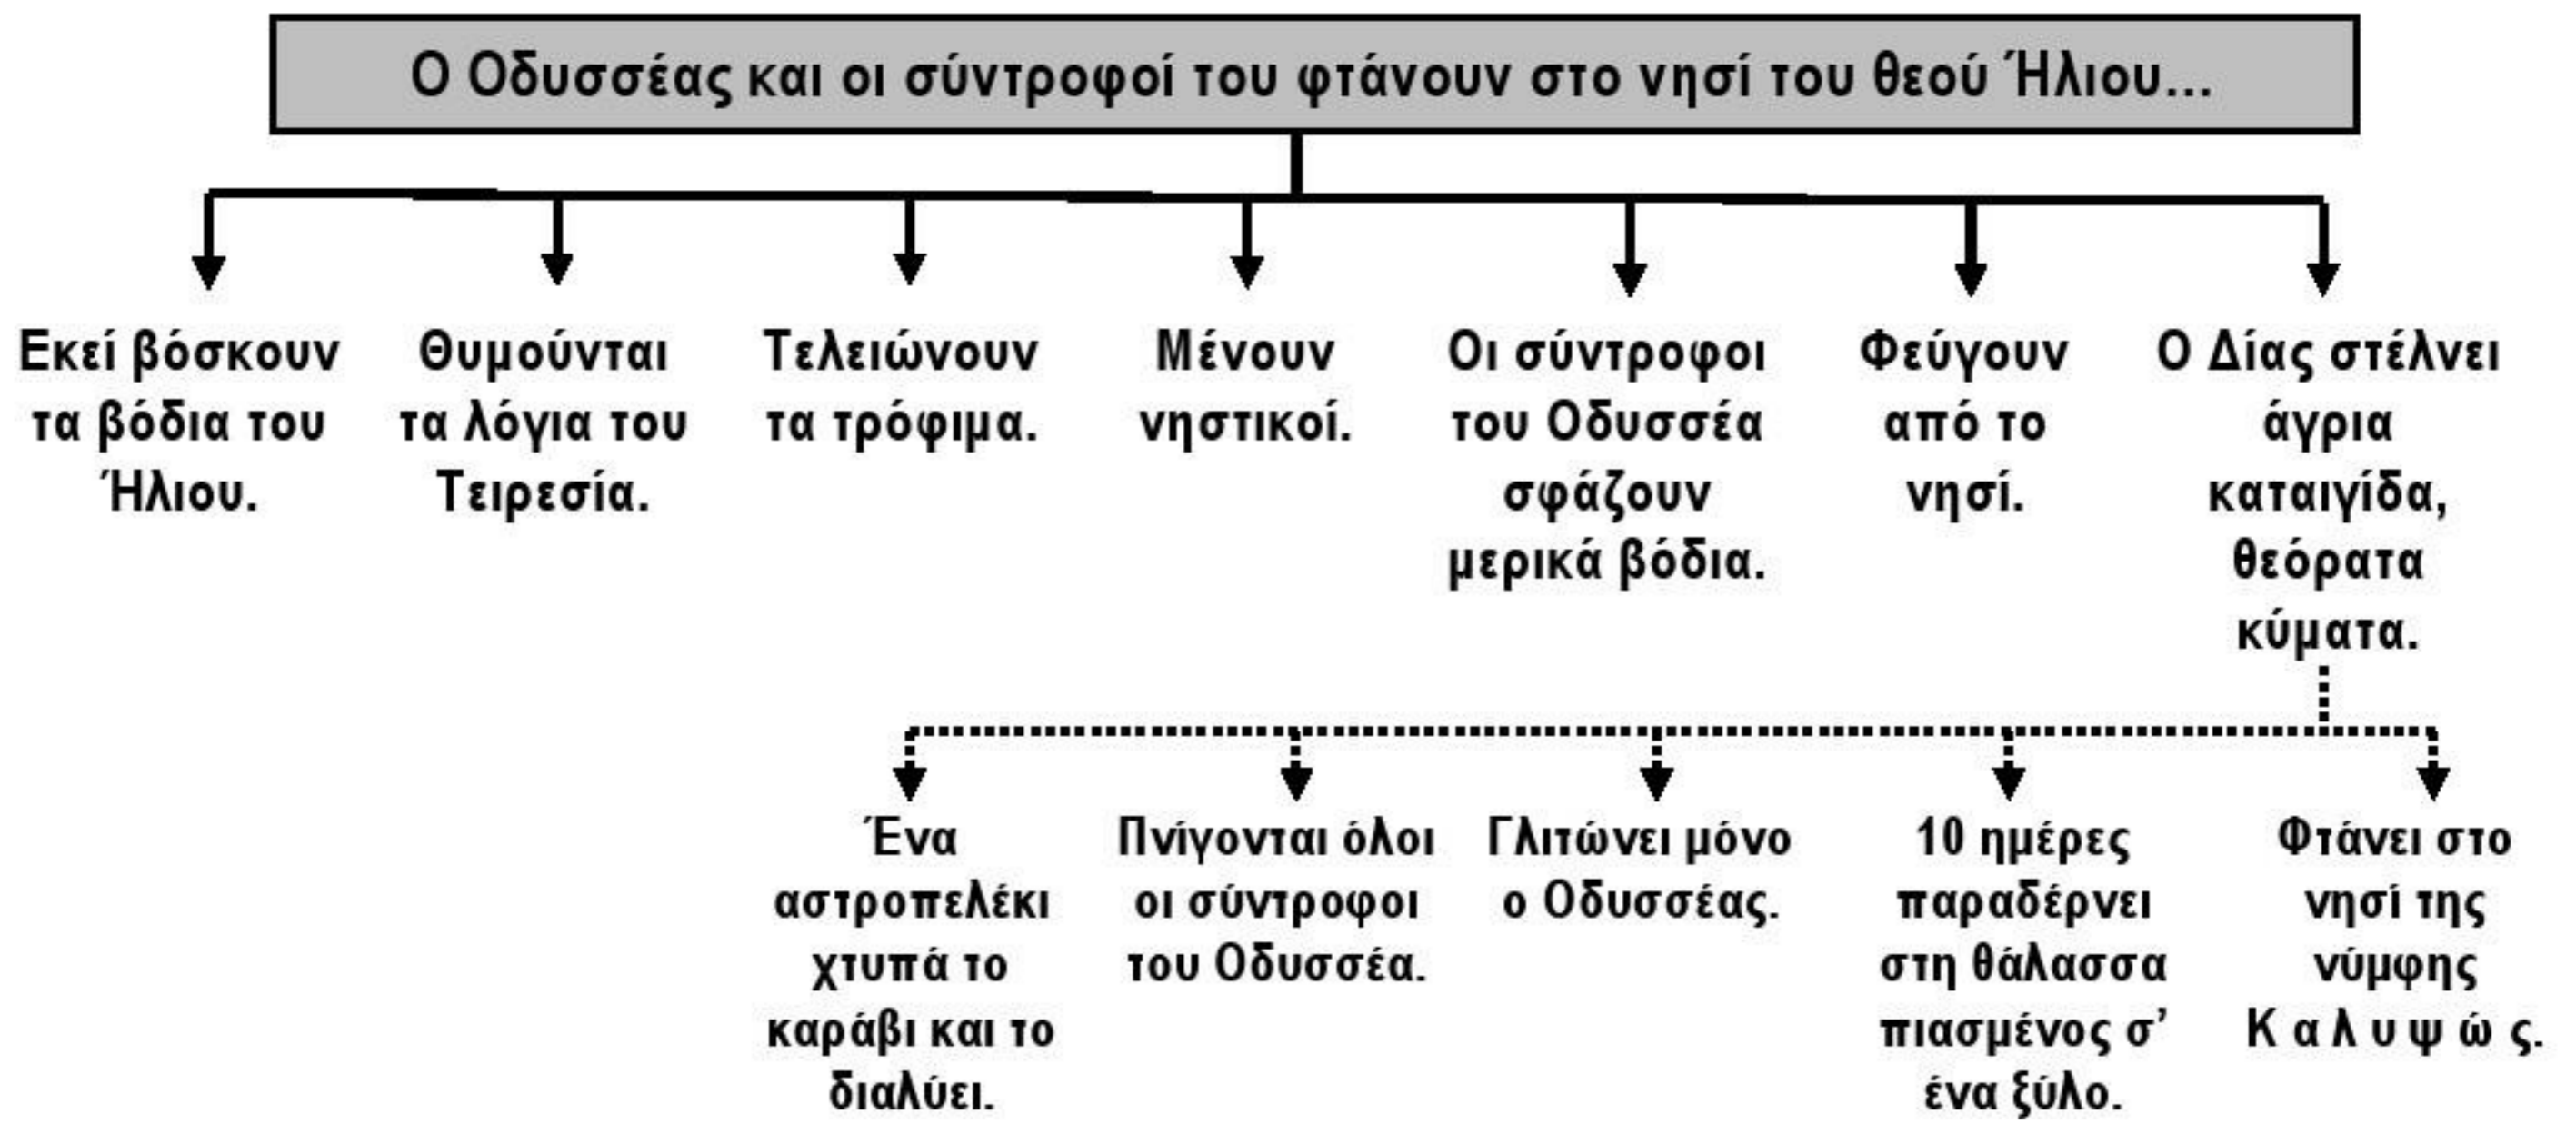 Ο Οδυσσέας και οι σύντροφοί του φτάνουν στο νησί του θεού Ήλιου...
Εκεί βόσκουν
τα βόδια του
Ήλιου.
Θυμούνται
τα λόγια του
Τειρεσία.
Τελειώνουν
τα τρόφιμα.
Μένουν
νηστικοί.
Οι σύντροφοι
του Οδυσσέα
σφάζουν
μερικά βόδια.
Φεύγουν
από το
νησί.
Ο Δίας στέλνει
άγρια
καταιγίδα,
θεόρατα
κύματα.
Ένα
αστροπελέκι
χτυπά το
καράβι και το
διαλύει.
Πνίγονται όλοι
οι σύντροφοι
του Οδυσσέα.
Γλιτώνει μόνο
ο Οδυσσέας.
10 ημέρες
παραδέρνει
στη θάλασσα
πιασμένος σ’
ένα ξύλο.
Φτάνει στο
νησί της
νύμφης
Κ α λ υ ψ ώ ς.